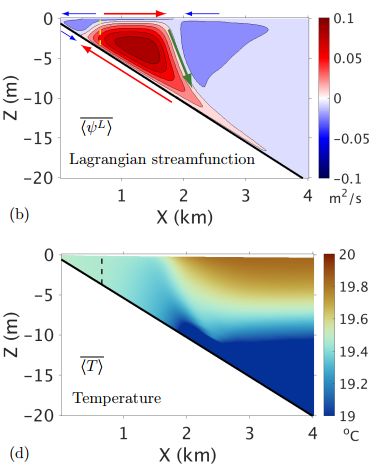 0
−5
−10
−15
−20
Z (m)
⟨ψᴸ⟩
Lagrangian streamfunction
1
2
3
4
X (km)
0.1
0.05
0
−0.05
−0.1
m²/s
(b)
0
−5
−10
−15
−20
Z (m)
⟨T⟩
Temperature
1
2
3
4
X (km)
20
19.8
19.6
19.4
19.2
19
°C
(d)